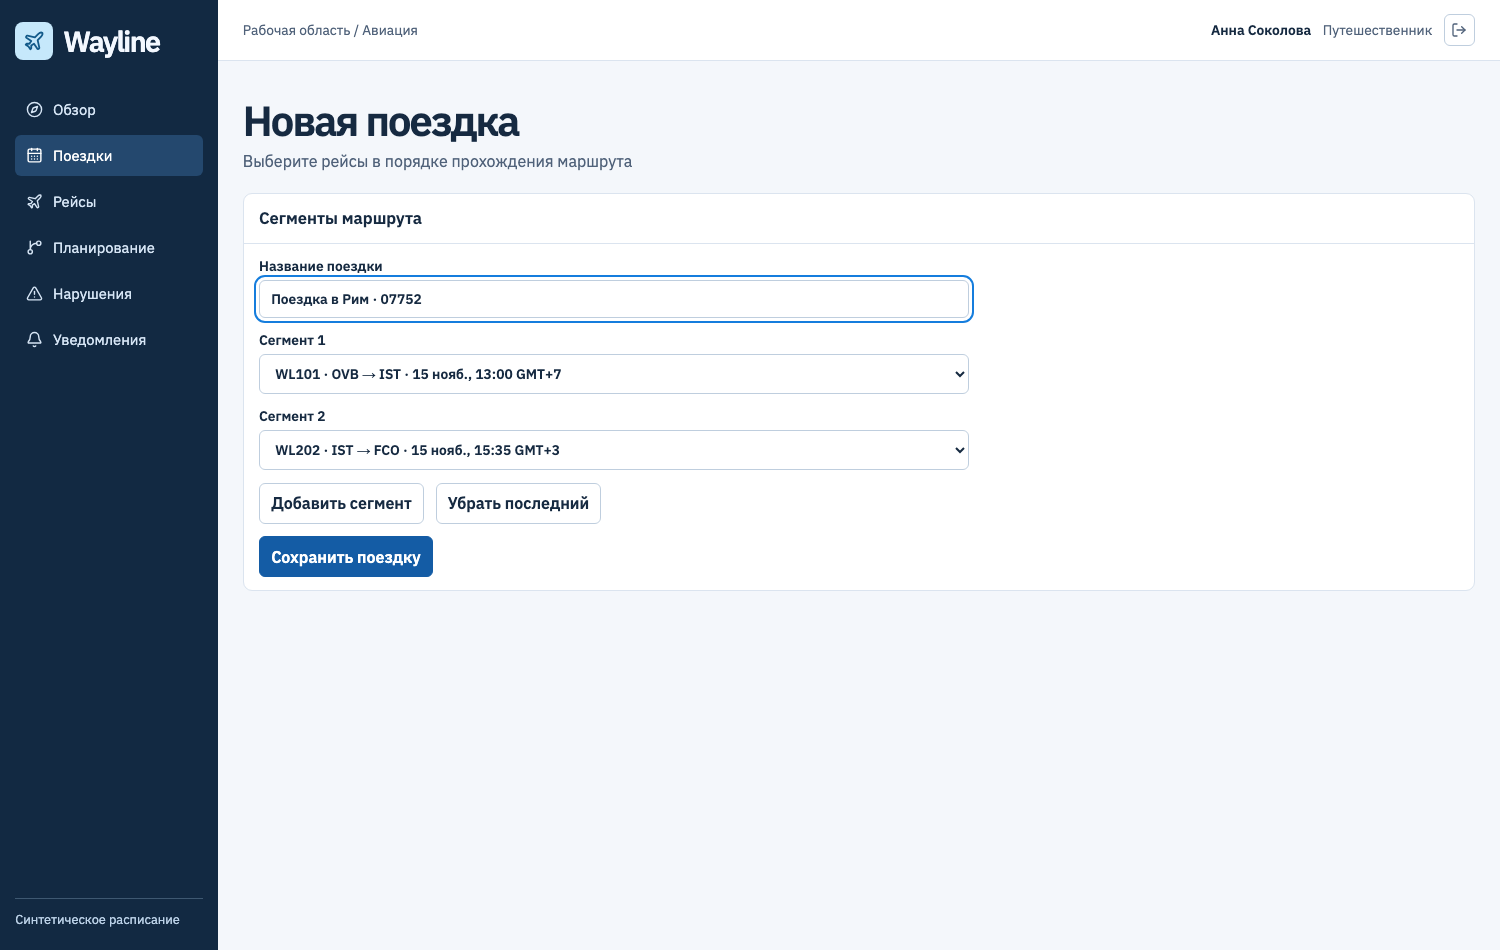 Wayline
Обзор
Поездки
Рейсы
Планирование
Нарушения
Уведомления
Синтетическое расписание
Рабочая область / Авиация
Анна Соколова Путешественник
Новая поездка
Выберите рейсы в порядке прохождения маршрута
Сегменты маршрута
Название поездки
Поездка в Рим · 07752
Сегмент 1
WL101 · OVB → IST · 15 нояб., 13:00 GMT+7
Сегмент 2
WL202 · IST → FCO · 15 нояб., 15:35 GMT+3
Добавить сегмент Убрать последний
Сохранить поездку